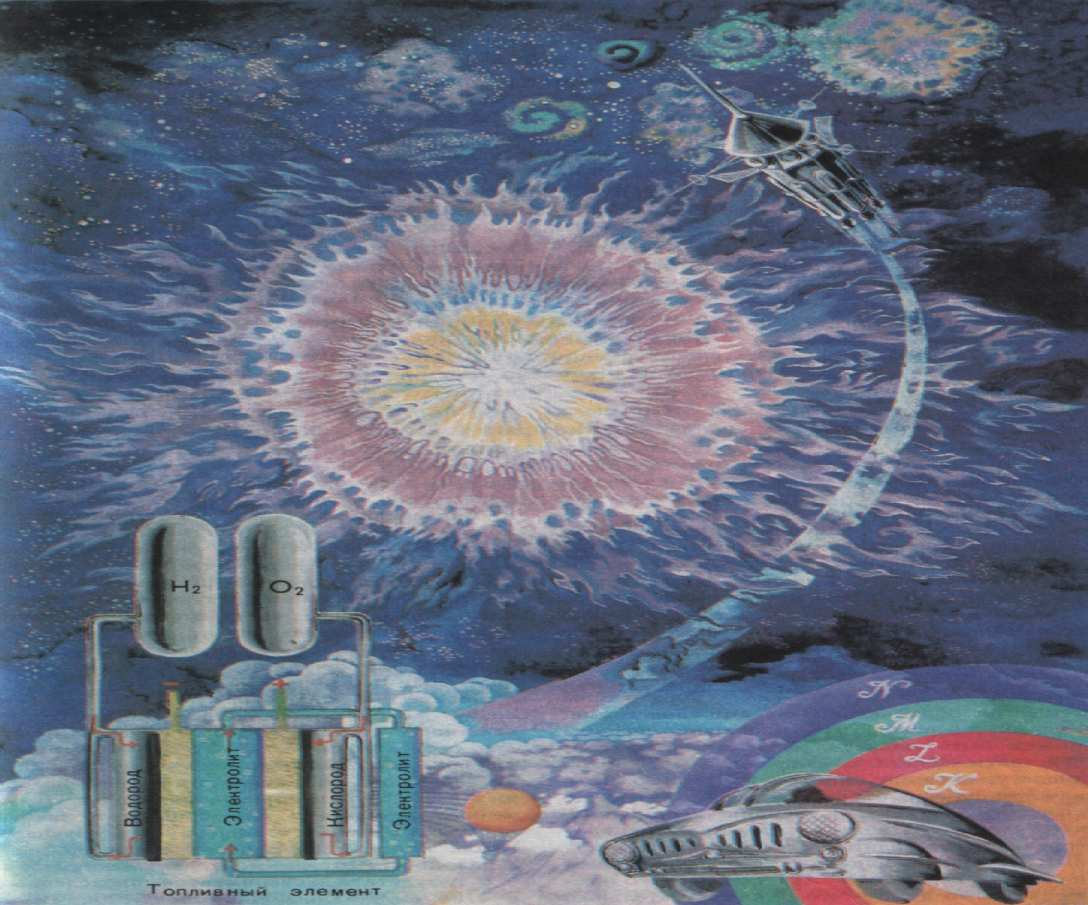 H₂
O₂
N
M
L
K
Водород
Электролит
Кислород
Электролит
Топливный элемент